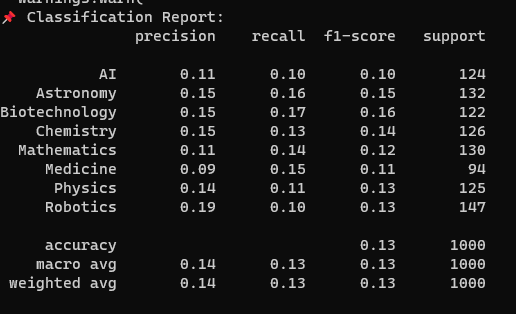 warnings.warn(
📌 Classification Report:
precision recall f1-score support
AI 0.11 0.10 0.10 124
Astronomy 0.15 0.16 0.15 132
Biotechnology 0.15 0.17 0.16 122
Chemistry 0.15 0.13 0.14 126
Mathematics 0.11 0.14 0.12 130
Medicine 0.09 0.15 0.11 94
Physics 0.14 0.11 0.13 125
Robotics 0.19 0.10 0.13 147
accuracy 0.13 1000
macro avg 0.14 0.13 0.13 1000
weighted avg 0.14 0.13 0.13 1000